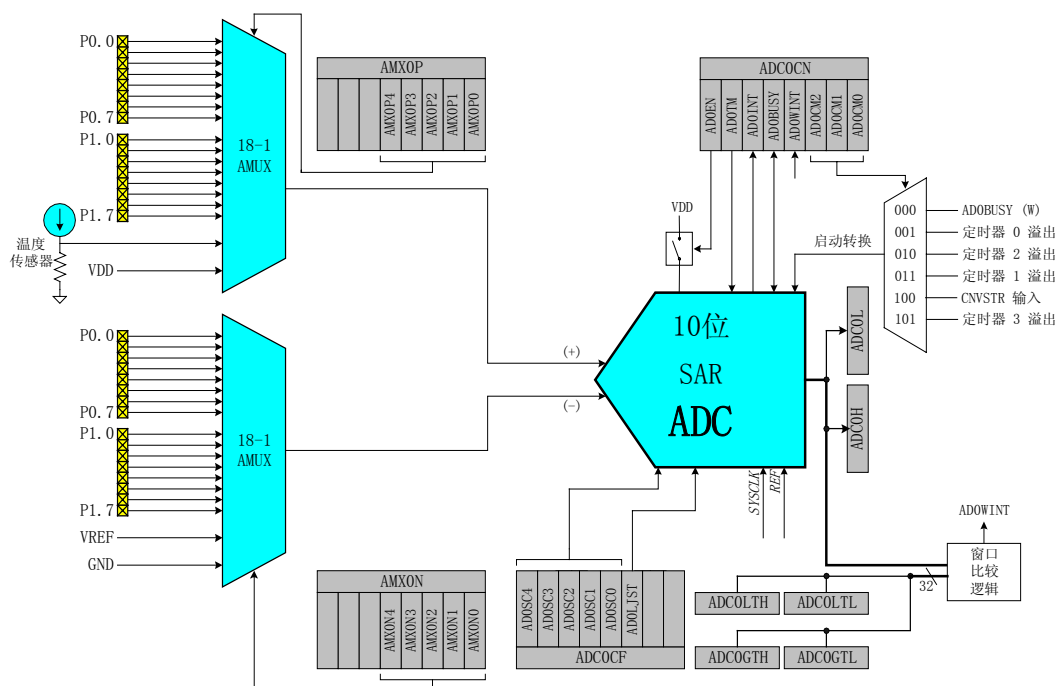 P0.0
P0.7
P1.0
P1.7
18-1
AMUX
温度
传感器
VDD
AMX0P
AMX0P4
AMX0P3
AMX0P2
AMX0P1
AMX0P0
ADC0CN
AD0EN
AD0TM
AD0INT
AD0BUSY
AD0WINT
AD0CM2
AD0CM1
AD0CM0
VDD
启动转换
000
001
010
011
100
101
AD0BUSY (W)
定时器 0 溢出
定时器 2 溢出
定时器 1 溢出
CNVSTR 输入
定时器 3 溢出
P0.0
P0.7
P1.0
P1.7
18-1
AMUX
VREF
GND
(+)
(-)
10位
SAR
ADC
ADC0L
ADC0H
SYSCLK
REF
AMX0N
AMX0N4
AMX0N3
AMX0N2
AMX0N1
AMX0N0
AD0SC4
AD0SC3
AD0SC2
AD0SC1
AD0SC0
AD0LJST
ADC0CF
ADC0LTH
ADC0LTL
ADC0GTH
ADC0GTL
32
AD0WINT
窗口
比较
逻辑